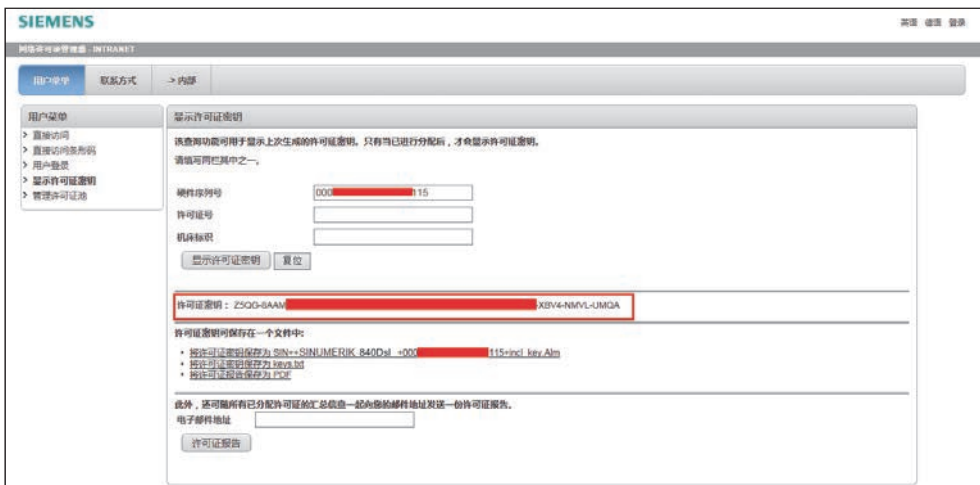 SIEMENS
英语 德语 登录
网络许可证管理器 - INTRANET
用户菜单 联系方式 -> 内部
用户菜单
> 直接访问
> 直接访问条形码
> 用户登录
> 显示许可证密钥
> 管理许可证池
显示许可证密钥
该查询功能可用于显示上次生成的许可证密钥。只有当已进行分配后，才会显示许可证密钥。
请填写两栏其中之一。
硬件序列号 000 115
许可证号
机床标识
显示许可证密钥 复位
许可证密钥： Z5QG-8AAM -XBV4-NMVL-UMQA
许可证密钥可保存在一个文件中:
• 将许可证密钥保存为 SIN++SINUMERIK_840Dsl_+000 115+incl_key.Alm
• 将许可证密钥保存为 keys.txt
• 将许可证报告保存为 PDF
此外，还可随所有已分配许可证的汇总信息一起向您的邮件地址发送一份许可证报告。
电子邮件地址
许可证报告